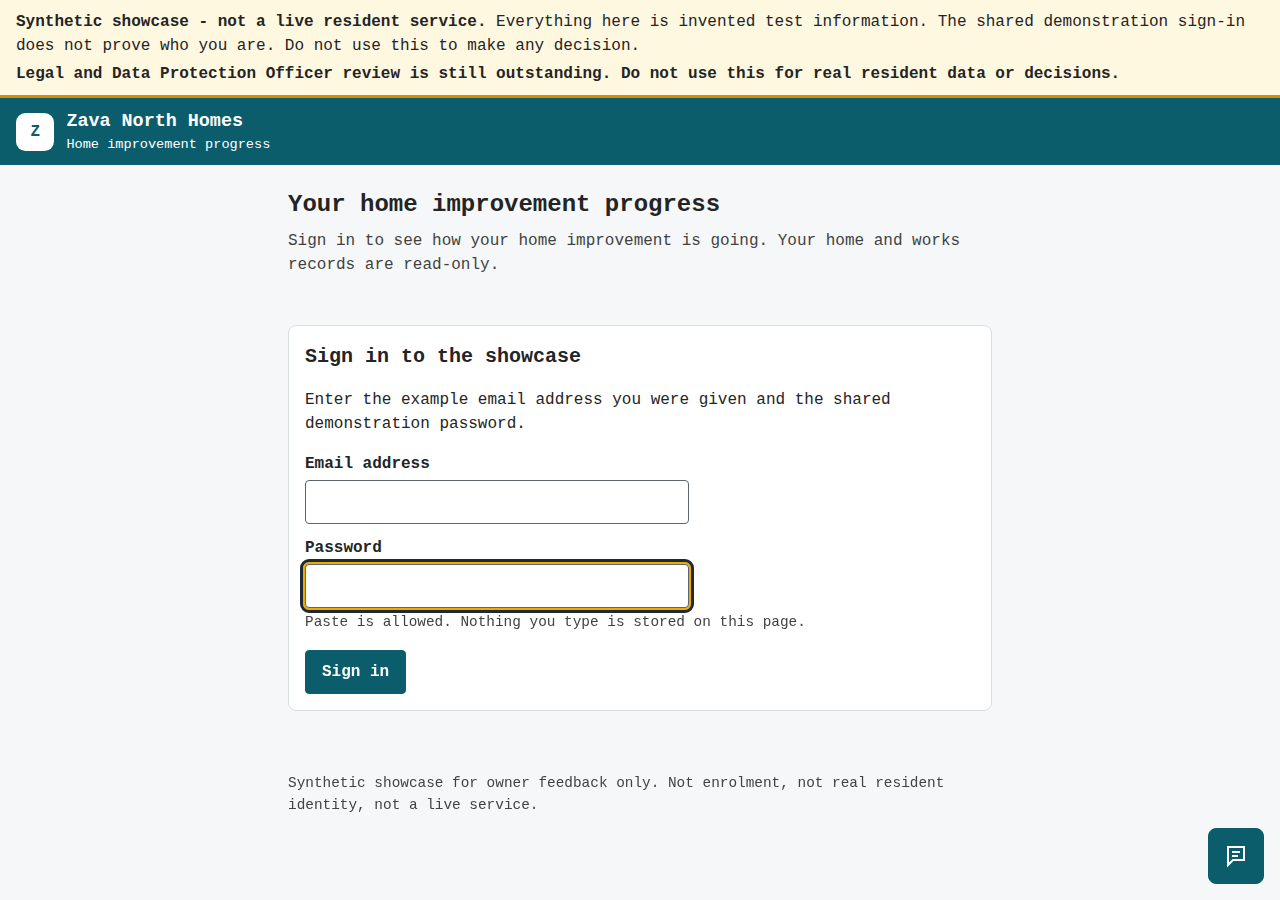 Synthetic showcase - not a live resident service. Everything here is invented test information. The shared demonstration sign-in
does not prove who you are. Do not use this to make any decision.
Legal and Data Protection Officer review is still outstanding. Do not use this for real resident data or decisions.
Z
Zava North Homes
Home improvement progress
Your home improvement progress
Sign in to see how your home improvement is going. Your home and works
records are read-only.
Sign in to the showcase
Enter the example email address you were given and the shared
demonstration password.
Email address
Password
Paste is allowed. Nothing you type is stored on this page.
Sign in
Synthetic showcase for owner feedback only. Not enrolment, not real resident
identity, not a live service.